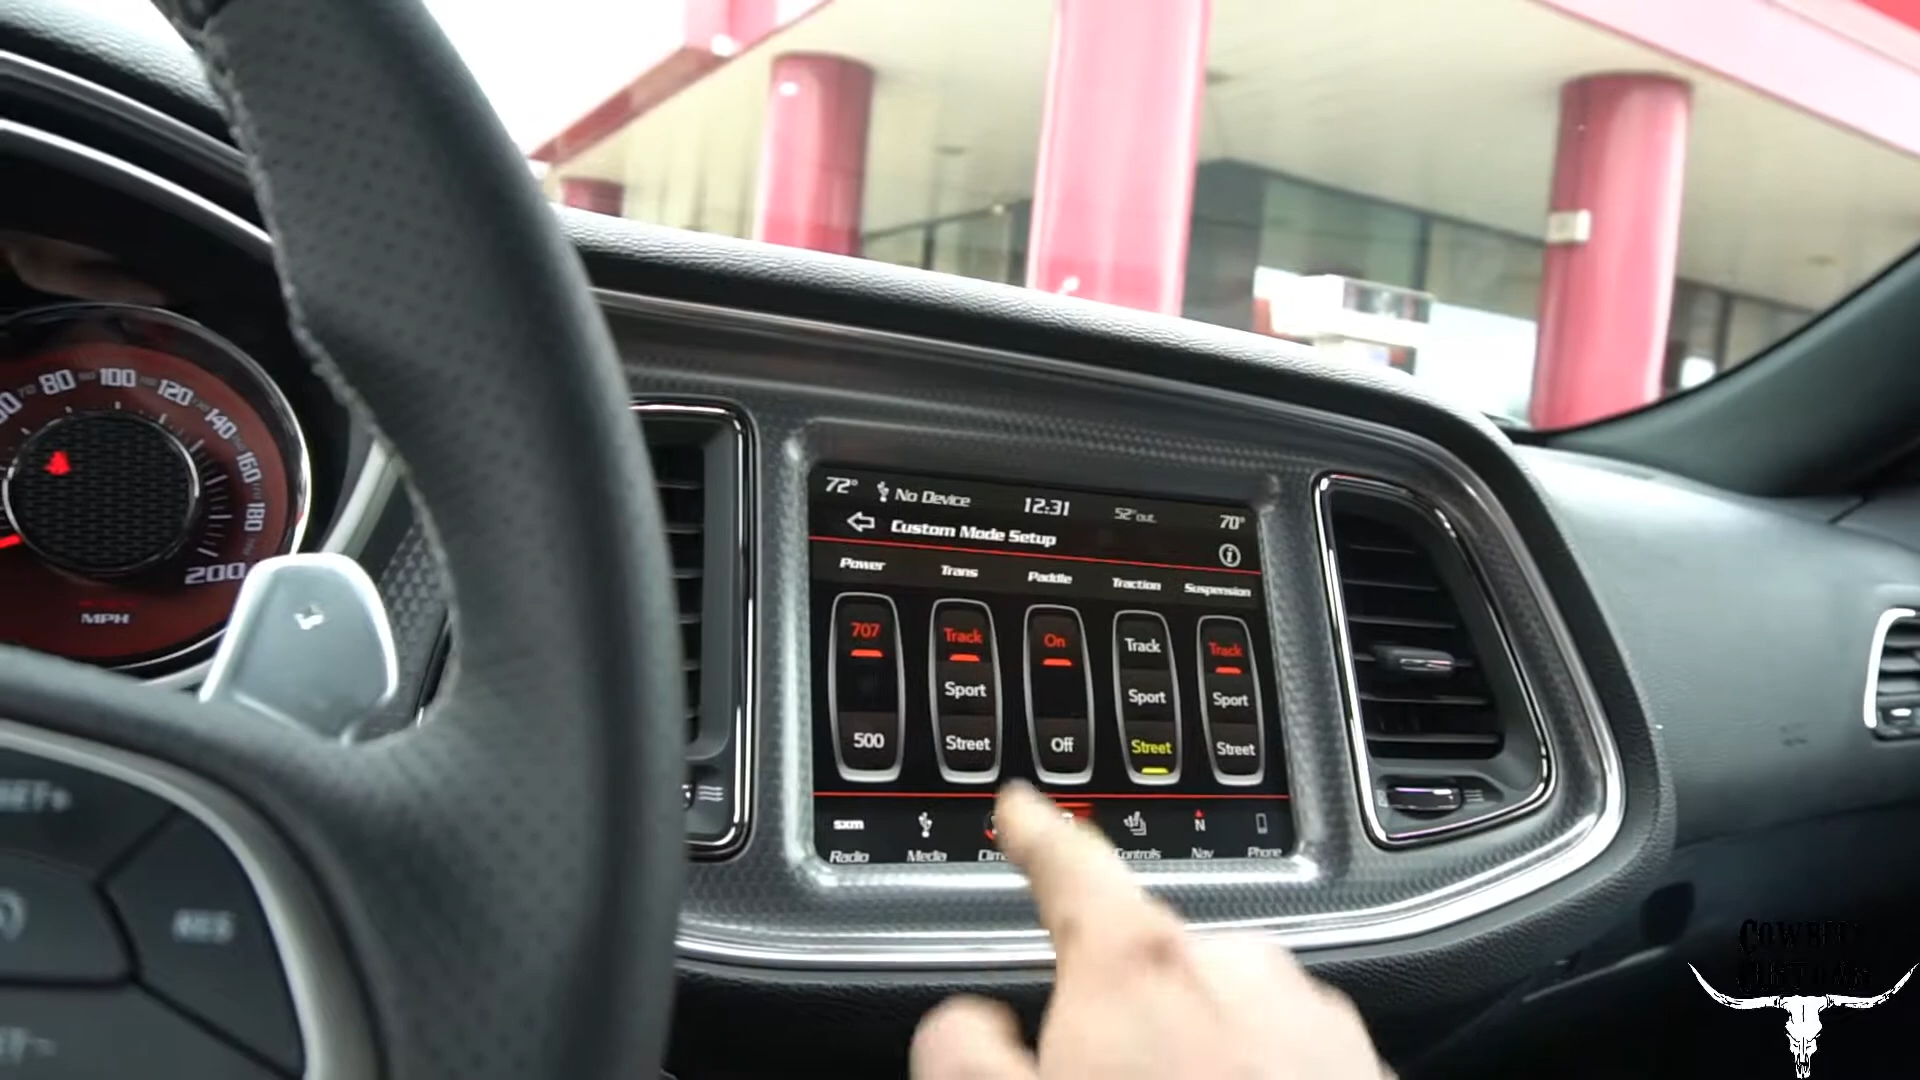 80 100 120 140 160 180 200
MPH
RES
72° No Device 12:31 52°out. 70°
Custom Mode Setup
Power Trans Paddle Traction Suspension
707 Track On Track Track
Sport Sport Sport
500 Street Off Street Street
sxm N
Radio Media Controls Nav Phone